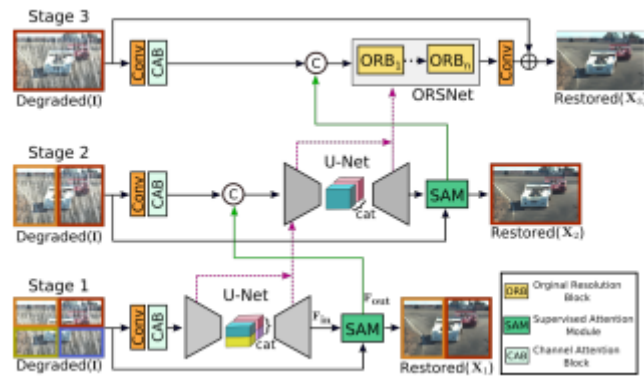 Stage 3
Conv
CAB
C
ORB₁
ORBₙ
Conv
Degraded(I)
ORSNet
Restored(X₃)
Stage 2
U-Net
Conv
CAB
C
cat
SAM
Degraded(I)
Restored(X₂)
Stage 1
U-Net
Fout
Fin
Conv
CAB
cat
SAM
Degraded(I)
Restored(X₁)
ORB
Orginal Resolution
Block
SAM
Supervised Attention
Module
CAB
Channel Attention
Block